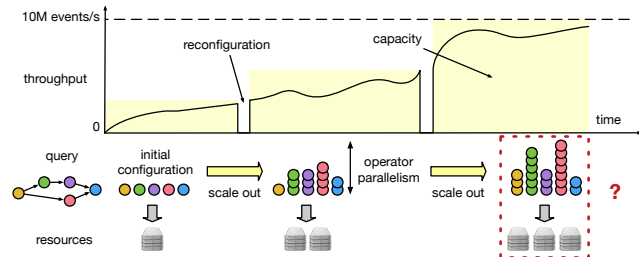 10M events/s
reconfiguration
capacity
throughput
0
time
query
initial
configuration
scale out
operator
parallelism
scale out
?
resources